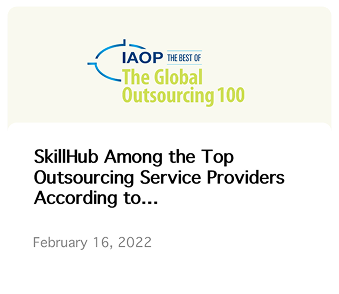 IAOP THE BEST OF
The Global
Outsourcing 100
SkillHub Among the Top
Outsourcing Service Providers
According to...
February 16, 2022